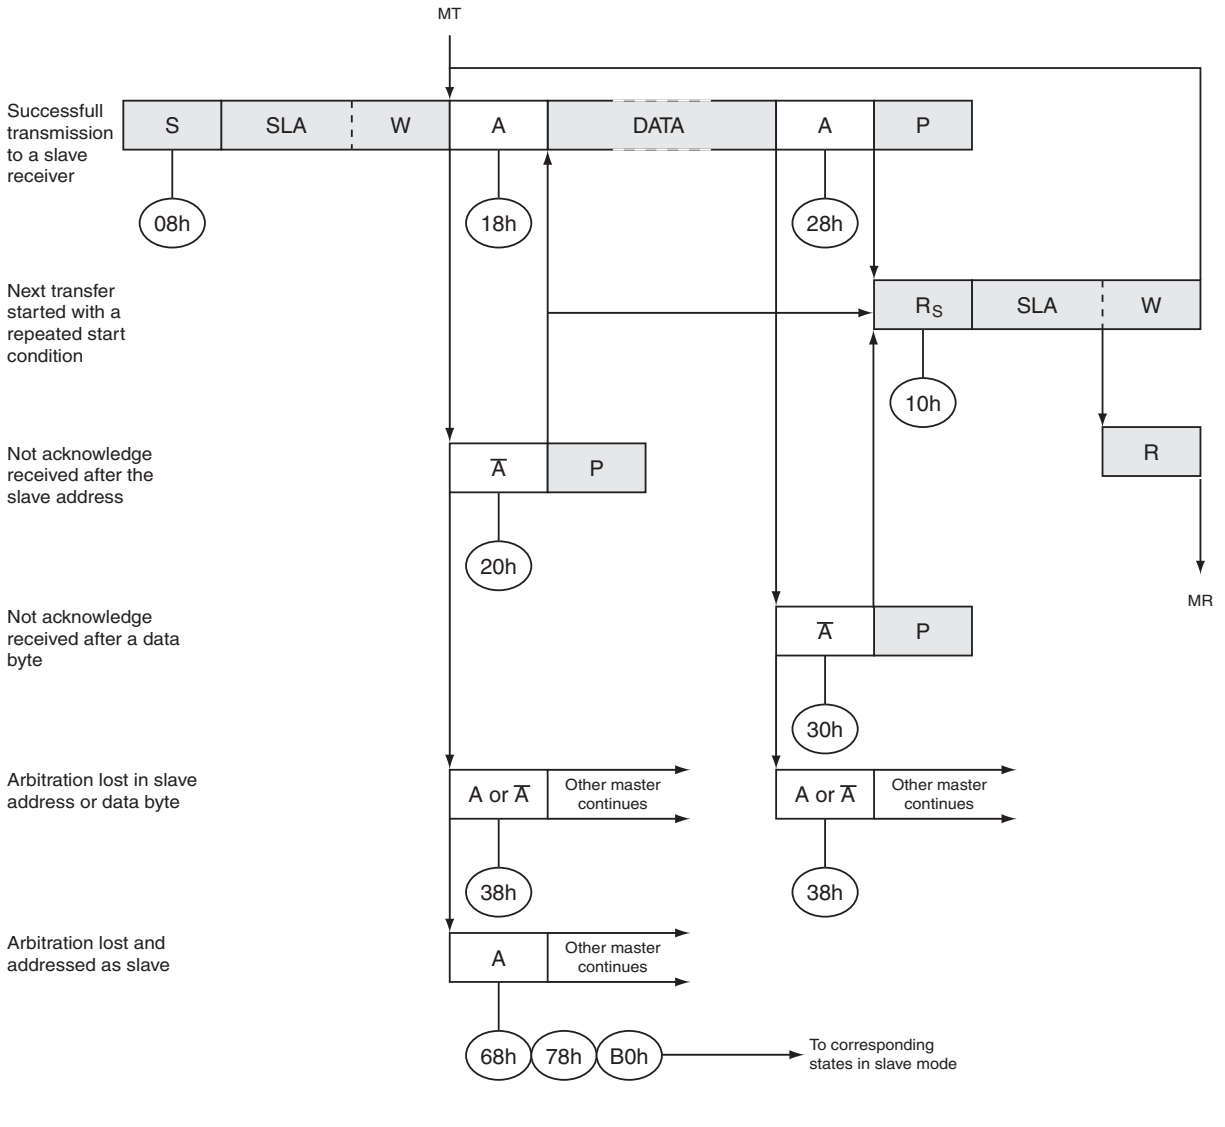 MT
Successfull
transmission
to a slave
receiver
S SLA W A DATA A P
08h 18h 28h
Next transfer
started with a
repeated start
condition
RS SLA W
10h
Not acknowledge
received after the
slave address
A̅ P
R
20h
MR
Not acknowledge
received after a data
byte
A̅ P
30h
Arbitration lost in slave
address or data byte
A or A̅
Other master
continues
A or A̅
Other master
continues
38h 38h
Arbitration lost and
addressed as slave
A
Other master
continues
68h 78h B0h
To corresponding
states in slave mode